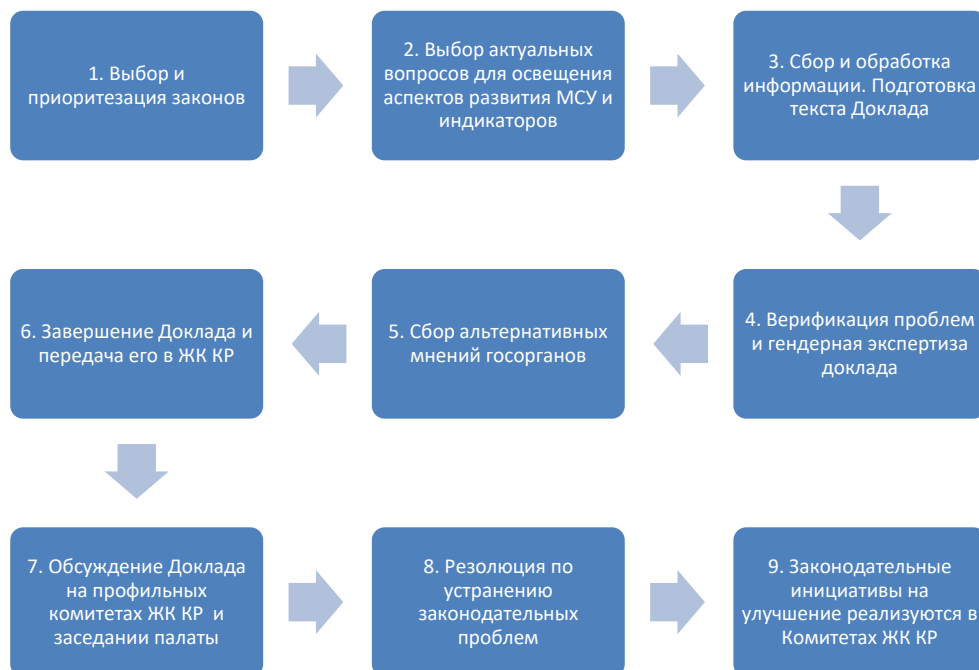 1. Выбор и
приоритезация законов
2. Выбор актуальных
вопросов для освещения
аспектов развития МСУ и
индикаторов
3. Сбор и обработка
информации. Подготовка
текста Доклада
4. Верификация проблем
и гендерная экспертиза
доклада
5. Сбор альтернативных
мнений госорганов
6. Завершение Доклада и
передача его в ЖК КР
7. Обсуждение Доклада
на профильных
комитетах ЖК КР и
заседании палаты
8. Резолюция по
устранению
законодательных
проблем
9. Законодательные
инициативы на
улучшение реализуются в
Комитетах ЖК КР